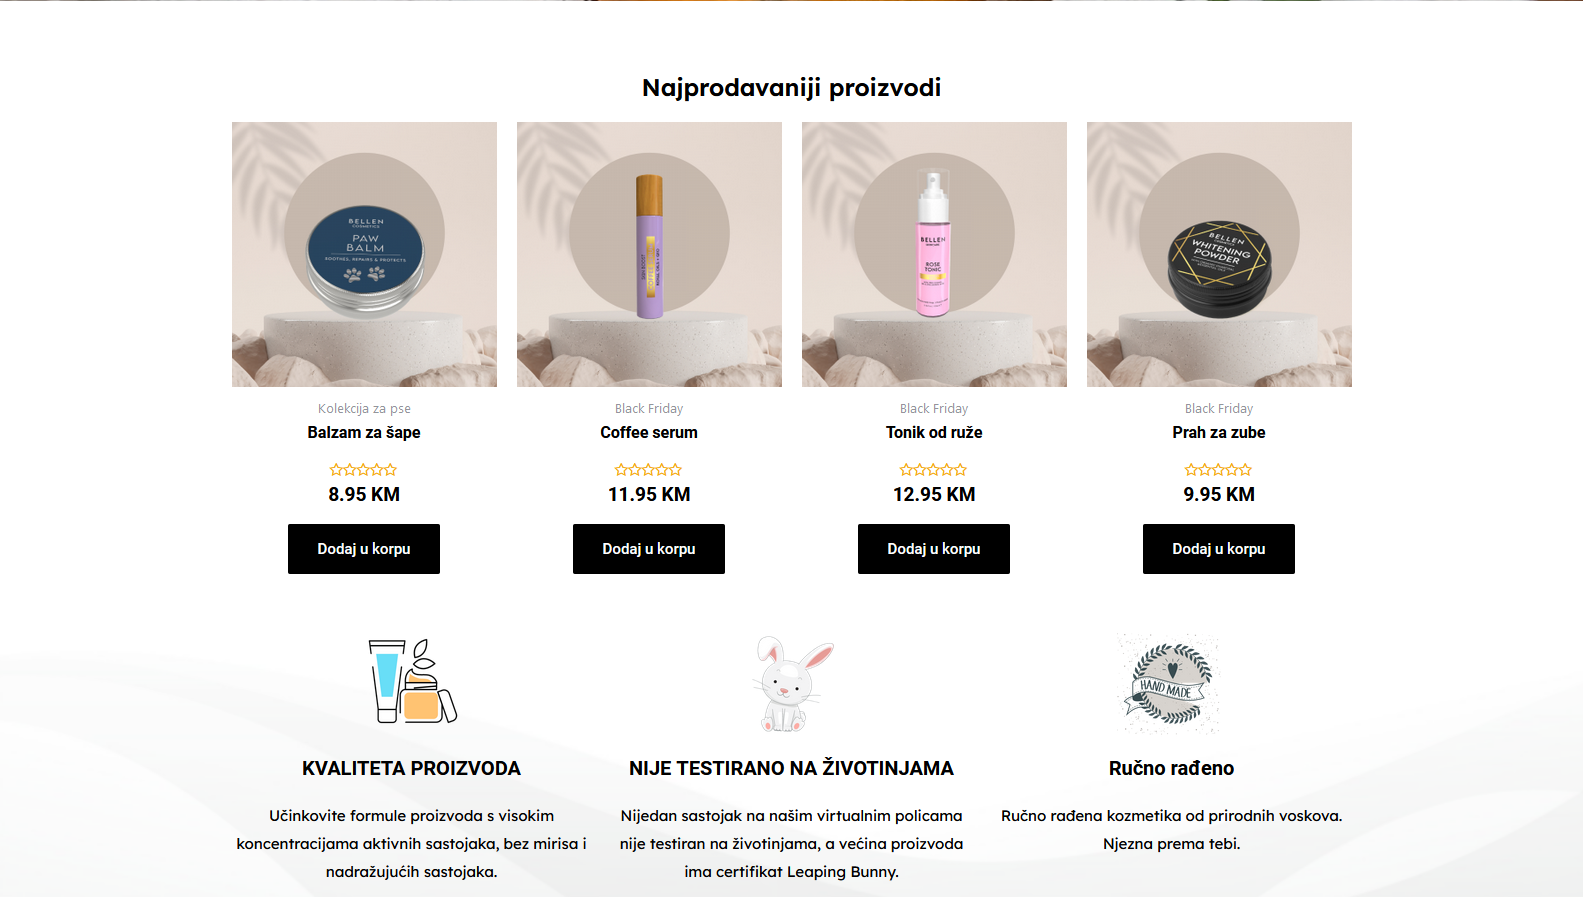 Najprodavaniji proizvodi
BELLEN
COSMETICS
PAW
BALM
SOOTHES, REPAIRS & PROTECTS
BELLEN
ROSE
TONIC
BELLEN
WHITENING
POWDER
Kolekcija za pse
Black Friday
Black Friday
Black Friday
Balzam za šape
Coffee serum
Tonik od ruže
Prah za zube
8.95 KM
11.95 KM
12.95 KM
9.95 KM
Dodaj u korpu
Dodaj u korpu
Dodaj u korpu
Dodaj u korpu
HAND MADE
KVALITETA PROIZVODA
Učinkovite formule proizvoda s visokim
koncentracijama aktivnih sastojaka, bez mirisa i
nadražujućih sastojaka.
NIJE TESTIRANO NA ŽIVOTINJAMA
Nijedan sastojak na našim virtualnim policama
nije testiran na životinjama, a većina proizvoda
ima certifikat Leaping Bunny.
Ručno rađeno
Ručno rađena kozmetika od prirodnih voskova.
Njezna prema tebi.